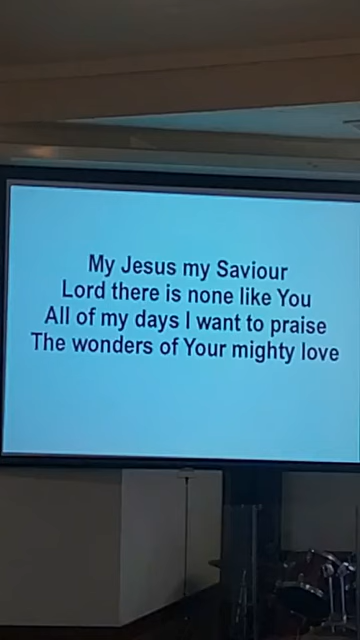 My Jesus my Saviour
Lord there is none like You
All of my days I want to praise
The wonders of Your mighty love